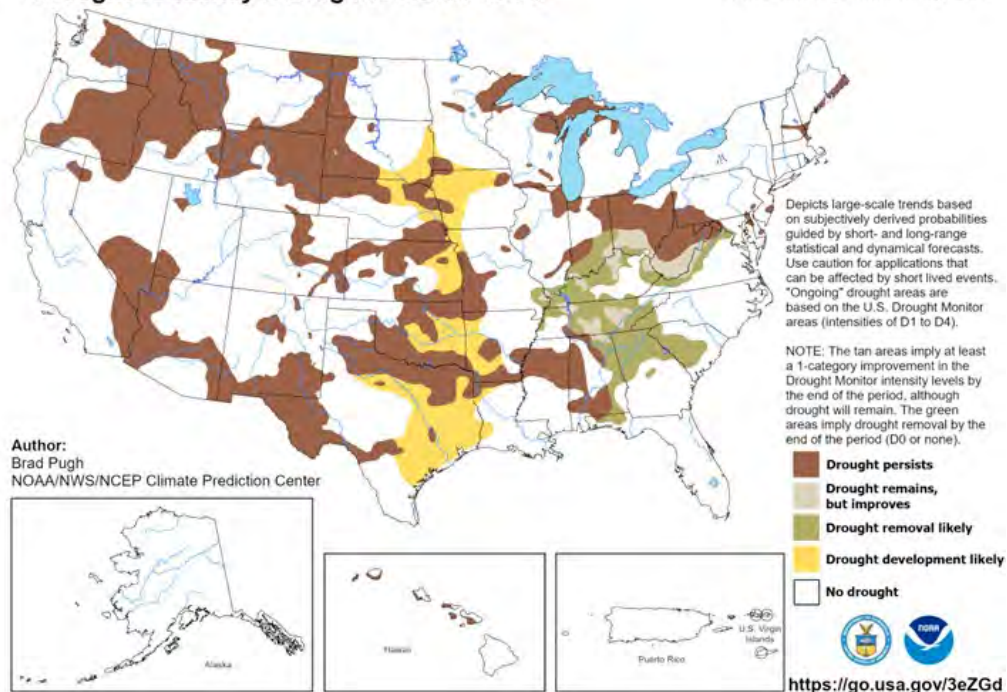 Depicts large-scale trends based
on subjectively derived probabilities
guided by short- and long-range
statistical and dynamical forecasts.
Use caution for applications that
can be affected by short lived events.
"Ongoing" drought areas are
based on the U.S. Drought Monitor
areas (intensities of D1 to D4).
NOTE: The tan areas imply at least
a 1-category improvement in the
Drought Monitor intensity levels by
the end of the period, although
drought will remain. The green
areas imply drought removal by the
end of the period (D0 or none).
Author:
Brad Pugh
NOAA/NWS/NCEP Climate Prediction Center
Drought persists
Drought remains,
but improves
Drought removal likely
Drought development likely
No drought
Alaska
Hawaii
Puerto Rico
U.S. Virgin
Islands
NOAA
https://go.usa.gov/3eZGd